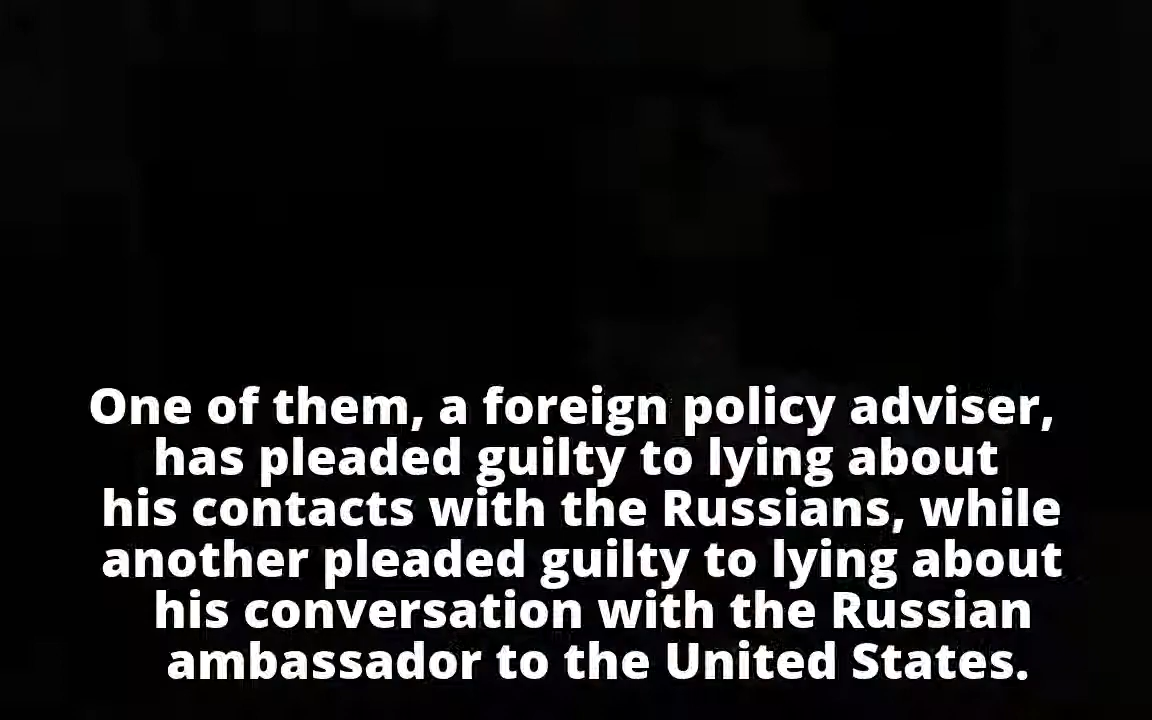 One of them, a foreign policy adviser,
has pleaded guilty to lying about
his contacts with the Russians, while
another pleaded guilty to lying about
his conversation with the Russian
ambassador to the United States.